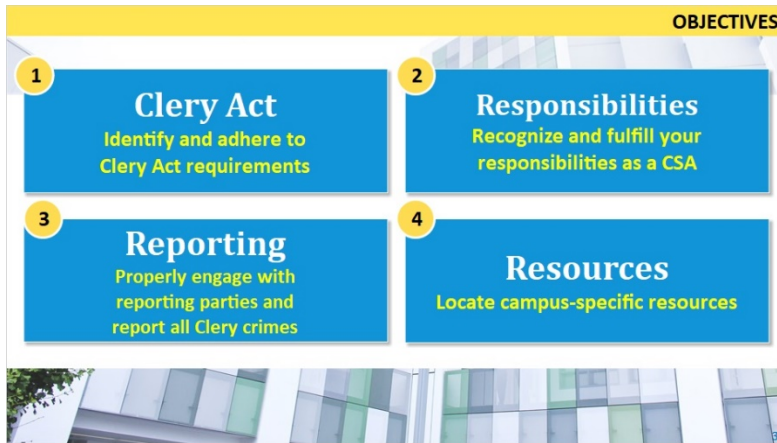 OBJECTIVES
1
Clery Act
Identify and adhere to
Clery Act requirements
2
Responsibilities
Recognize and fulfill your
responsibilities as a CSA
3
Reporting
Properly engage with
reporting parties and
report all Clery crimes
4
Resources
Locate campus-specific resources